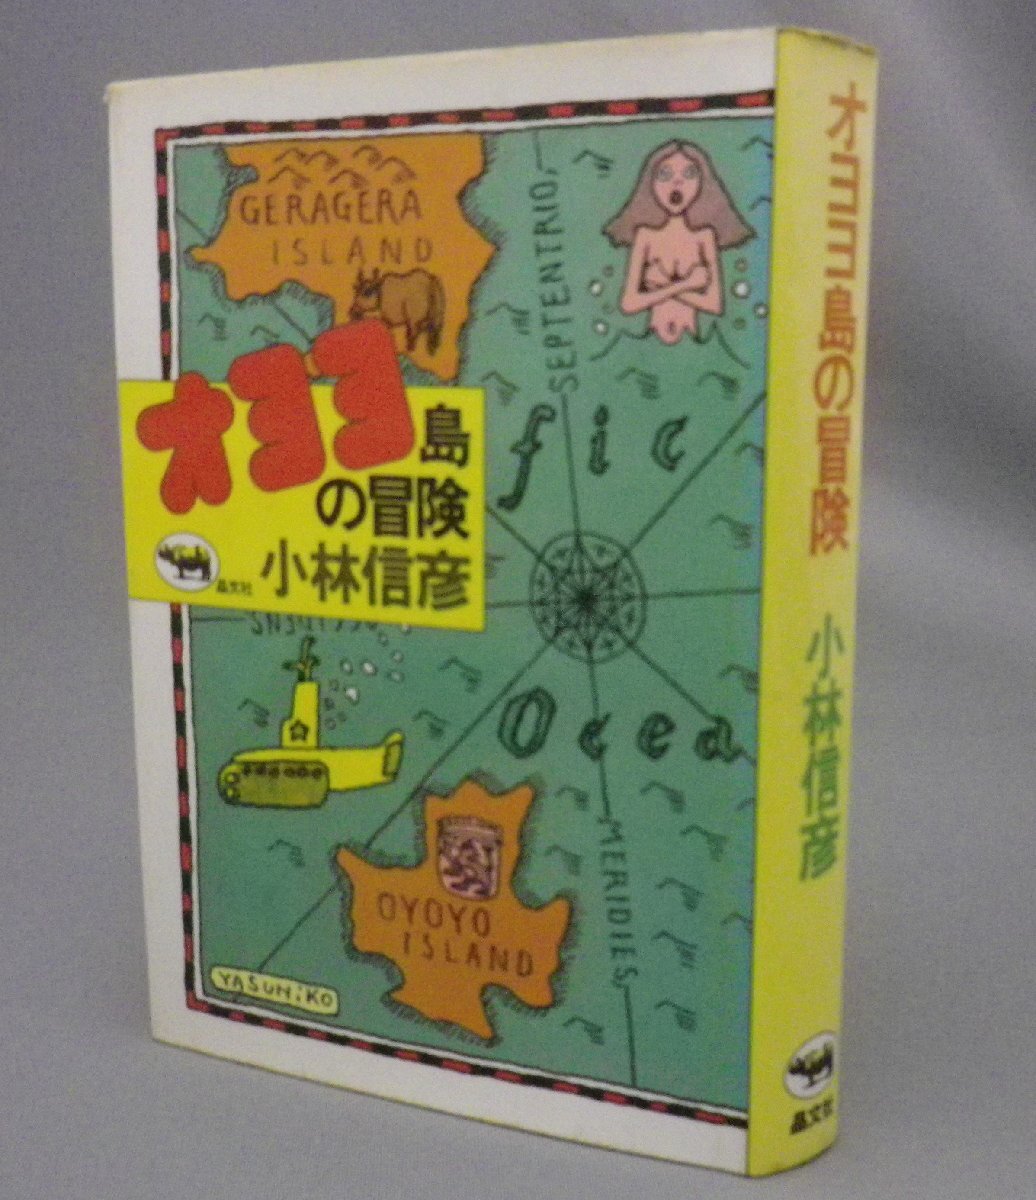 GERAGERA
ISLAND
SEPTENTRIO,
オヨヨ島
の冒険
小林信彦
晶文社
fic
Ocea
OYOYO
ISLAND
MERIDIES,
YASUHiKO
オヨヨ島の冒険 小林信彦
晶文社